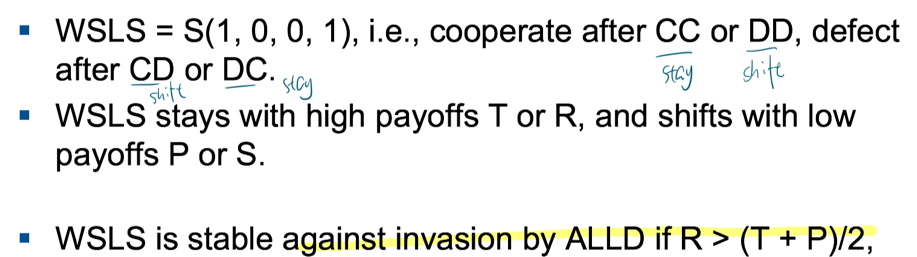 ▪ WSLS = S(1, 0, 0, 1), i.e., cooperate after CC or DD, defect
after CD or DC.
shift stay stay shift
▪ WSLS stays with high payoffs T or R, and shifts with low
payoffs P or S.
▪ WSLS is stable against invasion by ALLD if R > (T + P)/2,